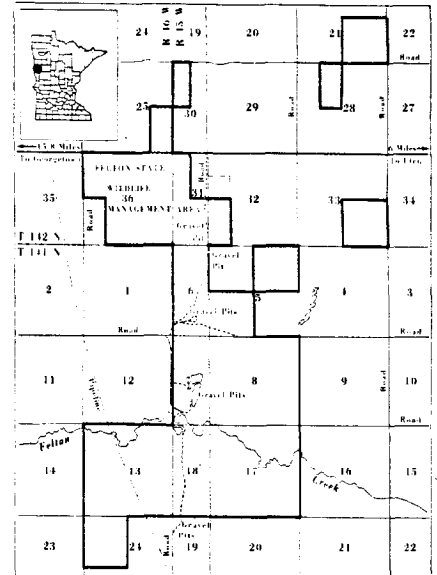 24 R 16 W R 15 W 19 20 21 22
Road
25 30 29 Road 28 Road 27
15.8 Miles 6 Miles
To Georgetown
FELTON STATE
WILDLIFE
MANAGEMENT AREA
35 36 31 Road 32 33 34
Road
Gravel
Pit
T 142 N
T 141 N
Gravel
Pit
2 1 6 5 4 3
Gravel Pits
Road Road
11 12 8 9 Road 10
Gravel Pits
Road
Felton
14 13 18 17 16 15
Creek
23 24 Road 19 20 21 22
Gravel
Pits